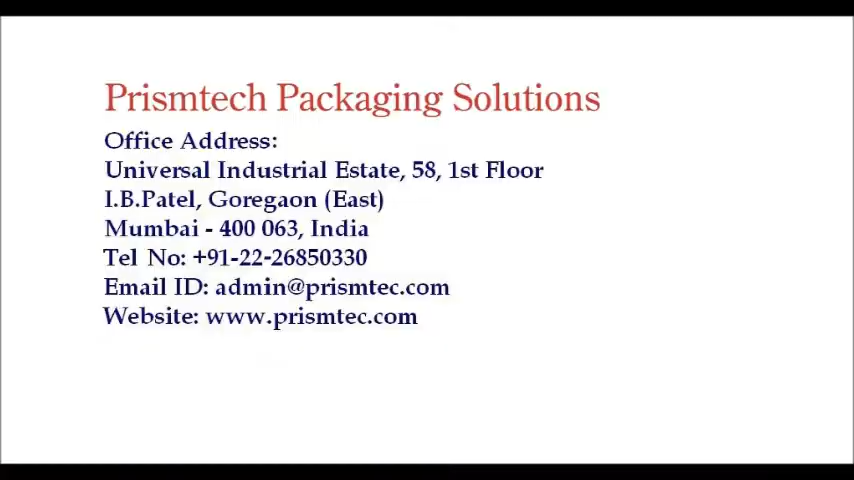 Prismtech Packaging Solutions
Office Address:
Universal Industrial Estate, 58, 1st Floor
I.B.Patel, Goregaon (East)
Mumbai - 400 063, India
Tel No: +91-22-26850330
Email ID: admin@prismtec.com
Website: www.prismtec.com